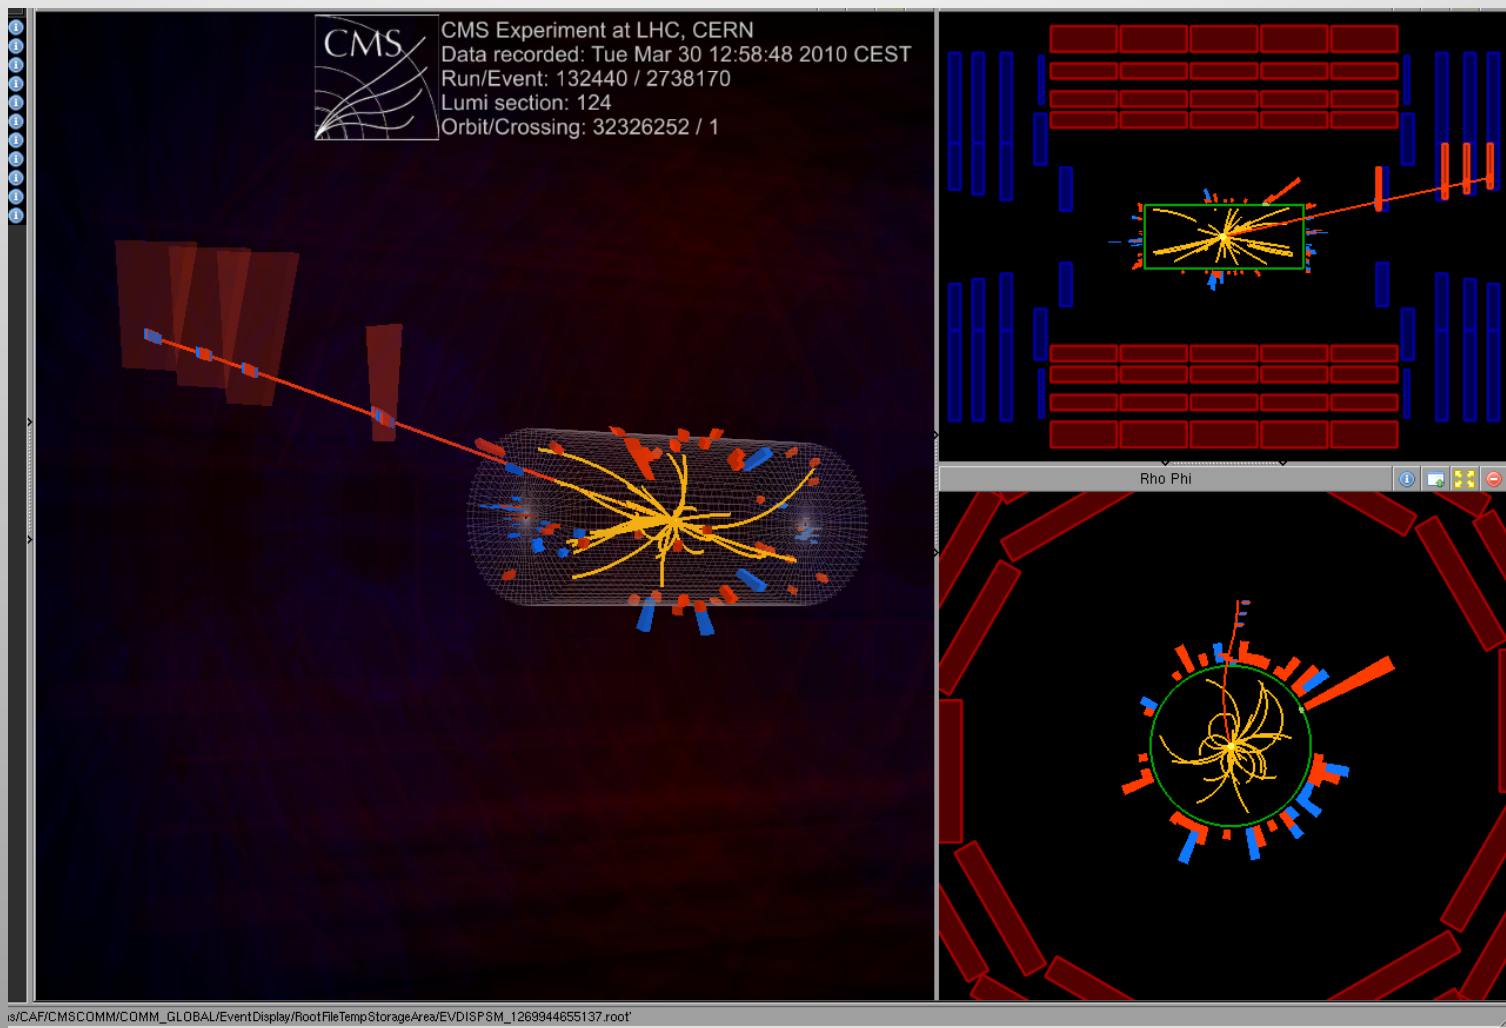 CMS
CMS Experiment at LHC, CERN
Data recorded: Tue Mar 30 12:58:48 2010 CEST
Run/Event: 132440 / 2738170
Lumi section: 124
Orbit/Crossing: 32326252 / 1
Rho Phi
/CAF/CMSCOMM/COMM_GLOBAL/EventDisplay/RootFileTempStorageArea/EVDISPSM_1269944655137.root'